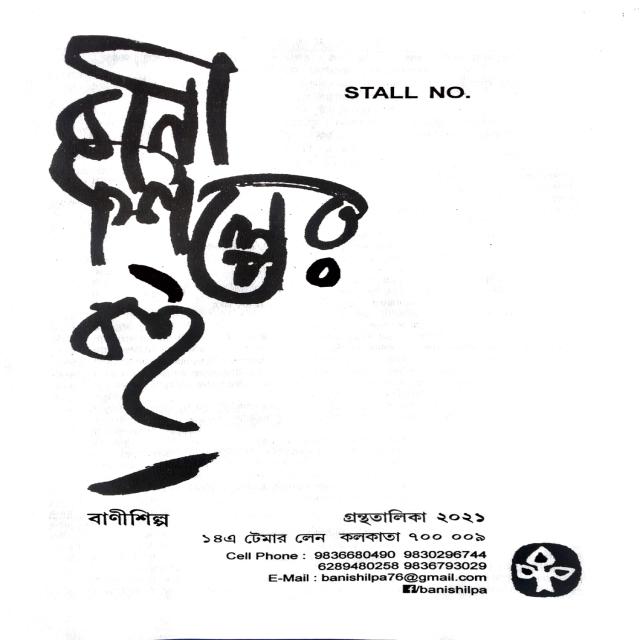 বাণীশিল্পের
বই
STALL NO.
বাণীশিল্প
গ্রন্থতালিকা ২০২১
১৪এ টেমার লেন কলকাতা ৭০০ ০০৯
Cell Phone : 9836680490 9830296744
6289480258 9836793029
E-Mail : banishilpa76@gmail.com
/banishilpa